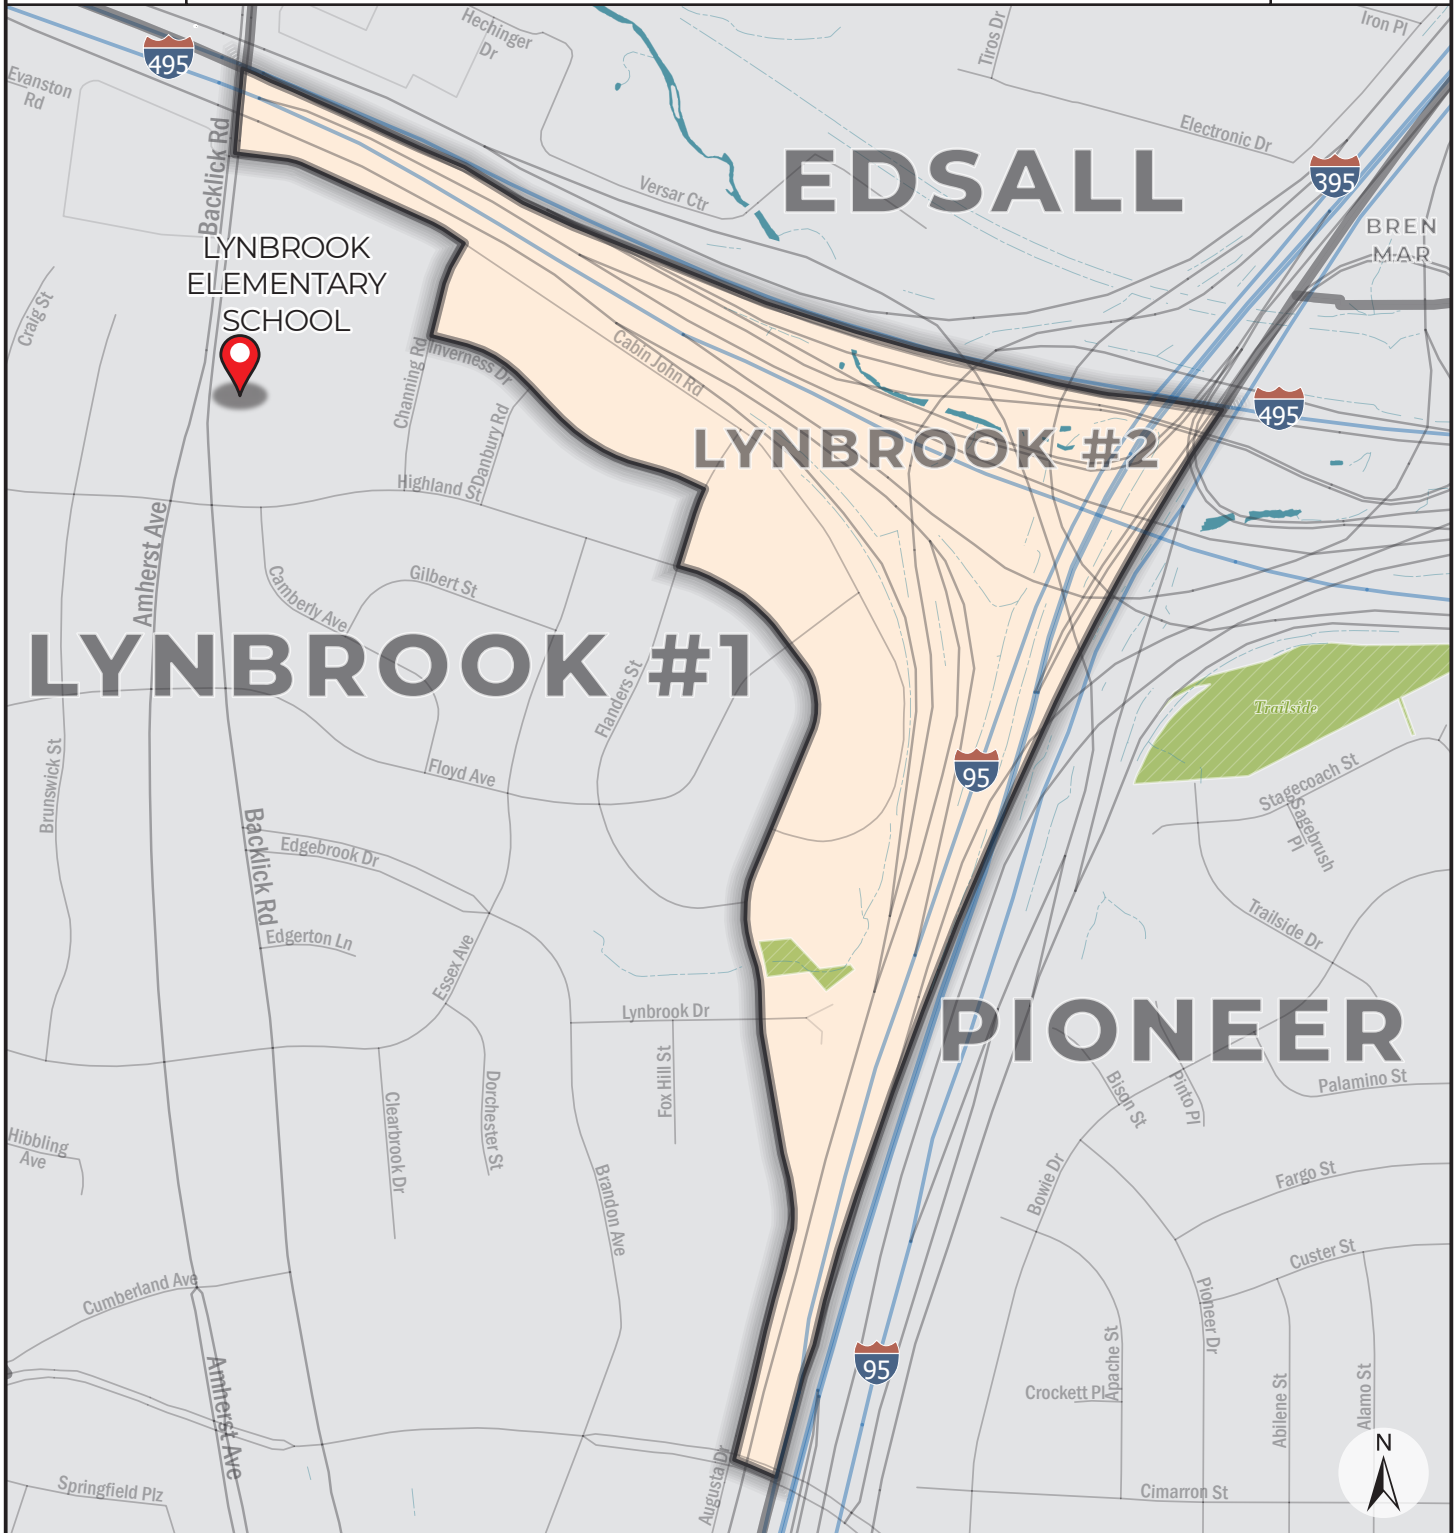 Hechinger
Dr
Tiros Dr
Iron Pl
495
Evanston
Rd
Electronic Dr
Backlick Rd
EDSALL
395
Versar Ctr
BREN
MAR
LYNBROOK
ELEMENTARY
SCHOOL
Craig St
Channing Rd
Inverness Dr
Cabin John Rd
Danbury Rd
495
LYNBROOK #2
Highland St
Amherst Ave
Camberly Ave
Gilbert St
LYNBROOK #1
Flanders St
Trailside
Brunswick St
Floyd Ave
95
Stagecoach St
Sagebrush
Pl
Backlick Rd
Edgebrook Dr
Edgerton Ln
Essex Ave
Trailside Dr
Lynbrook Dr
PIONEER
Fox Hill St
Clearbrook Dr
Dorchester St
Bison St
Pinto Pl
Palamino St
Hibbling
Ave
Brandon Ave
Bowie Dr
Fargo St
Custer St
Cumberland Ave
Pioneer Dr
95
Amherst Ave
Apache St
Crockett Pl
Abilene St
Alamo St
N
Springfield Plz
Augusta Dr
Cimarron St